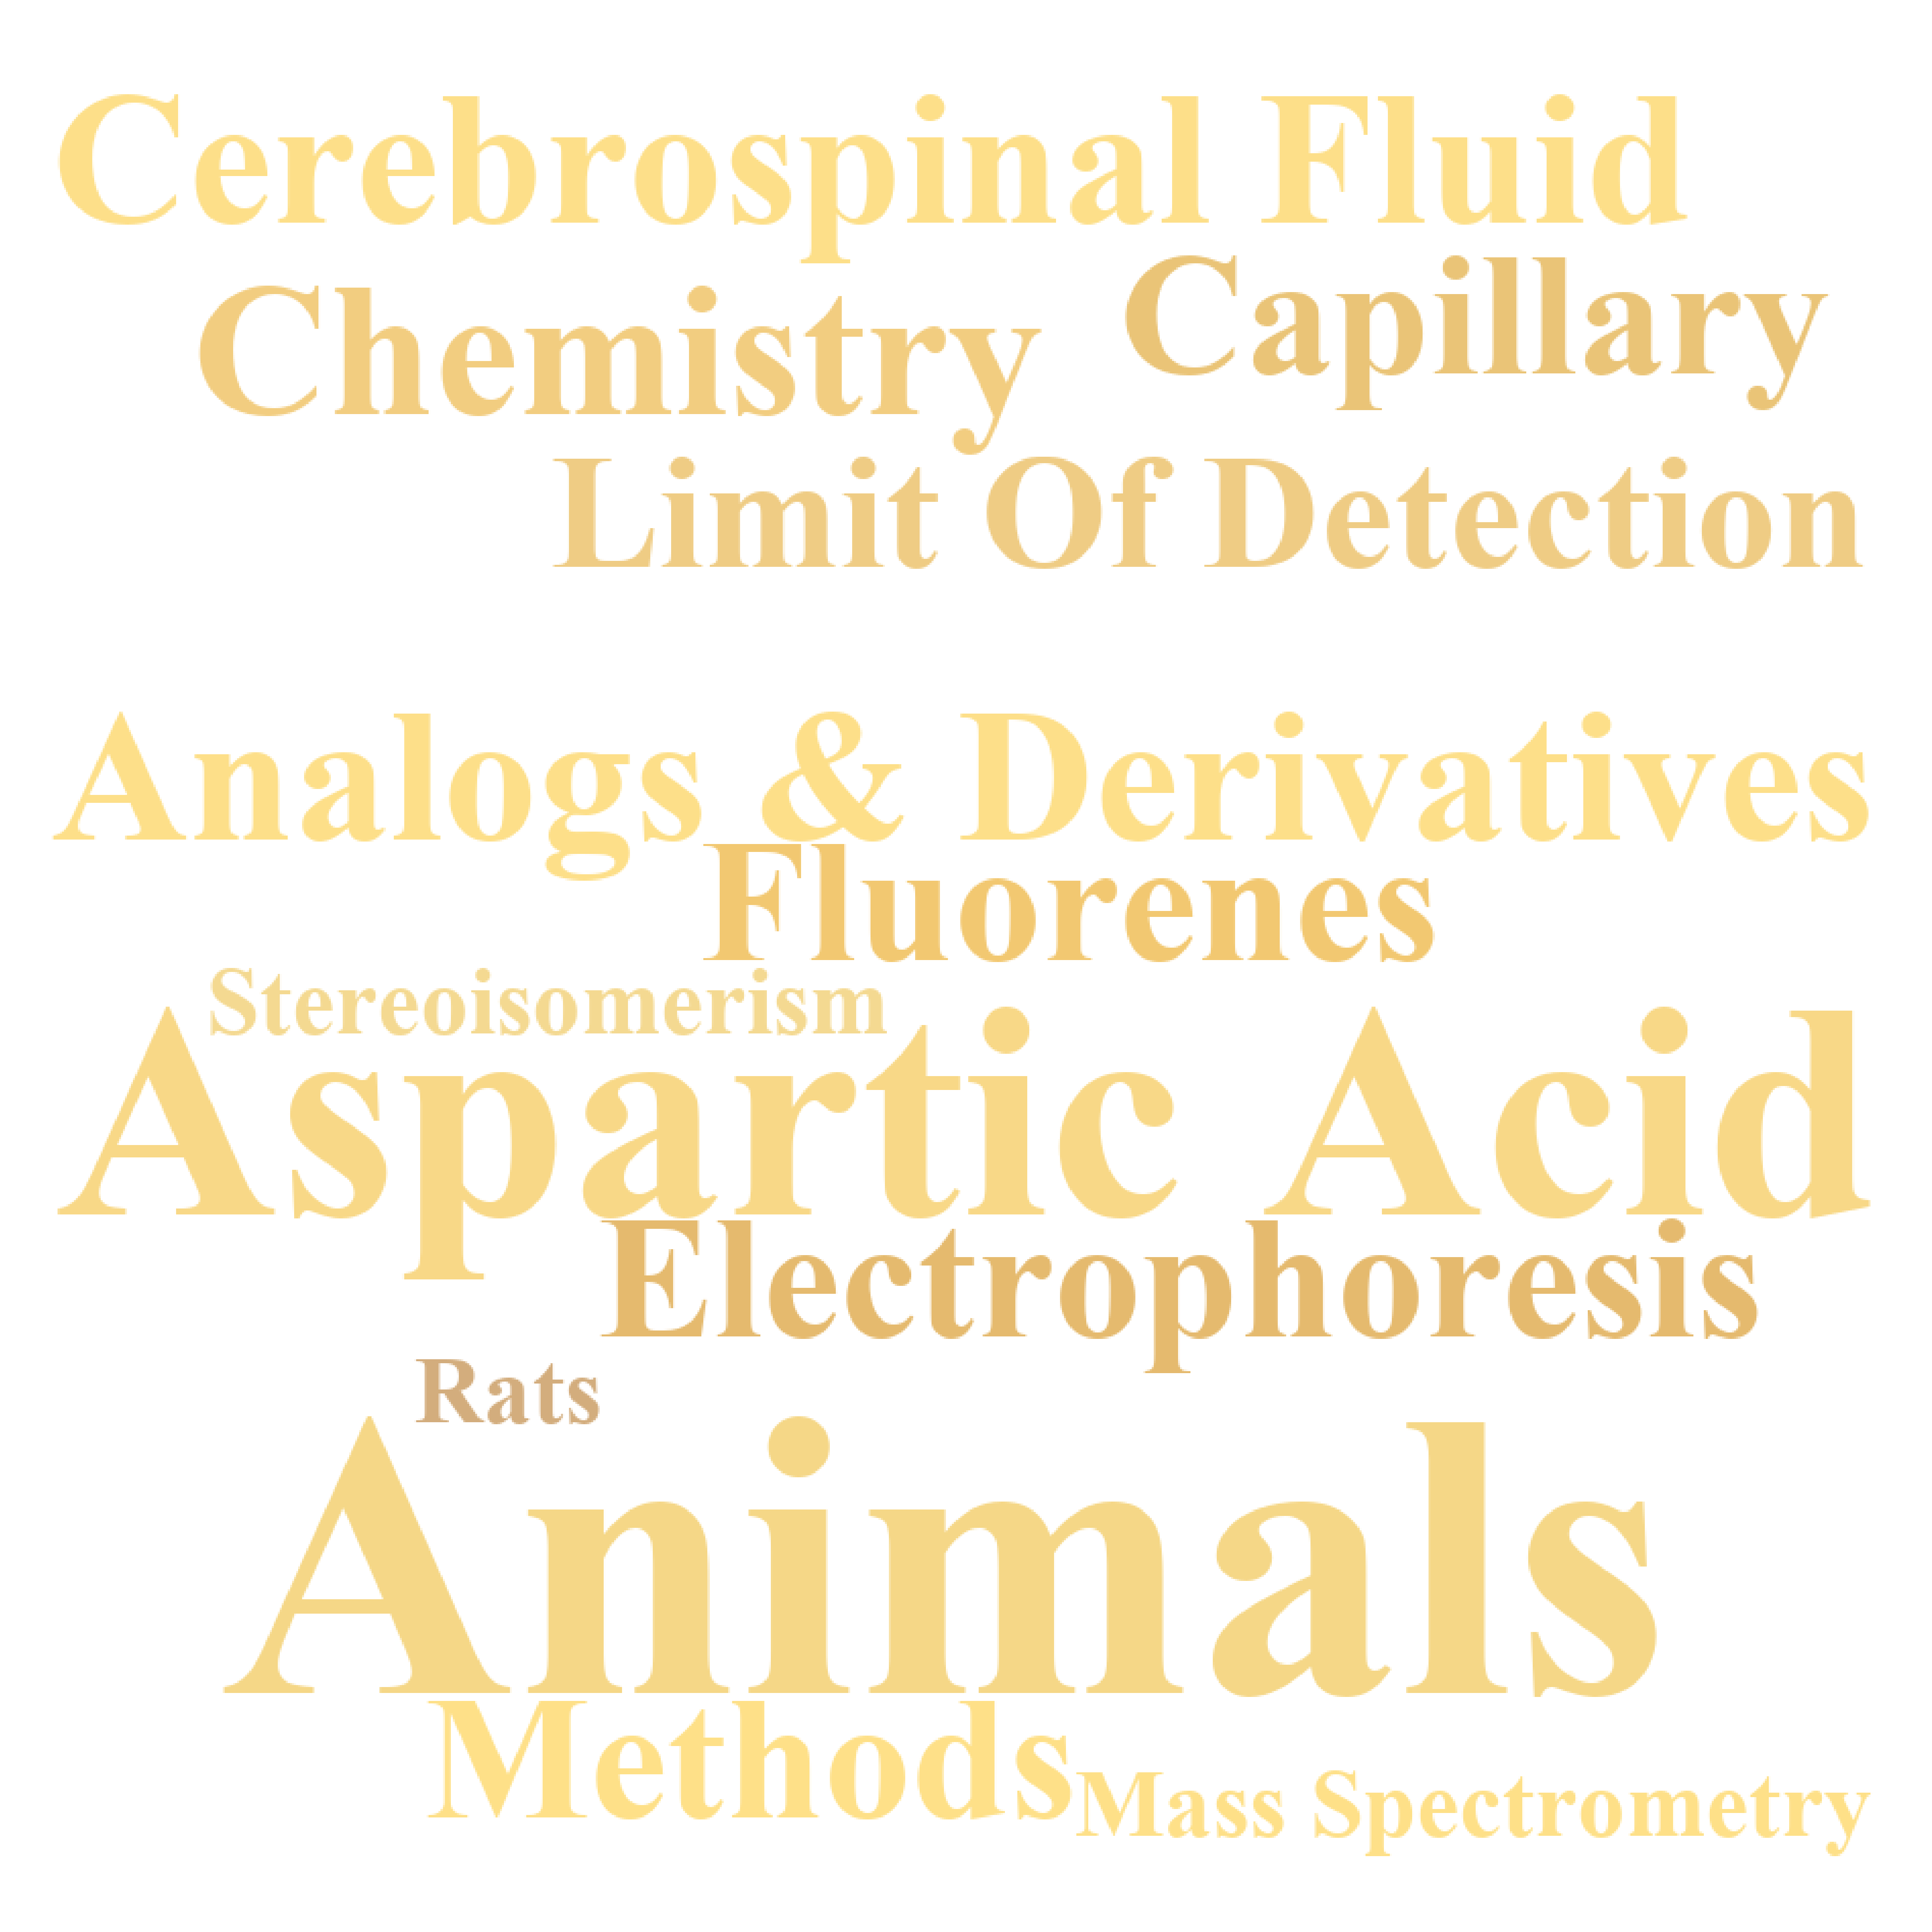 Cerebrospinal Fluid
Chemistry
Capillary
Limit Of Detection
Analogs & Derivatives
Fluorenes
Stereoisomerism
Aspartic Acid
Electrophoresis
Rats
Animals
Methods
Mass Spectrometry